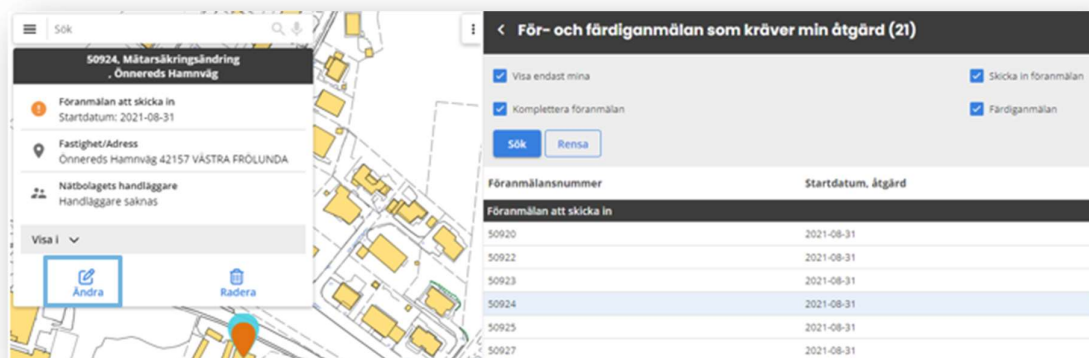 Sök
50924, Mätarsäkringsändring
, Önnereds Hamnväg
Föranmälan att skicka in
Startdatum: 2021-08-31
Fastighet/Adress
Önnereds Hamnväg 42157 VÄSTRA FRÖLUNDA
Nätbolagets handläggare
Handläggare saknas
Visa i
Ändra
Radera
För- och färdiganmälan som kräver min åtgärd (21)
Visa endast mina
Skicka in föranmälan
Komplettera föranmälan
Färdiganmälan
Sök
Rensa
Föranmälansnummer
Startdatum, åtgärd
Föranmälan att skicka in
50920 2021-08-31
50922 2021-08-31
50923 2021-08-31
50924 2021-08-31
50925 2021-08-31
50927 2021-08-31